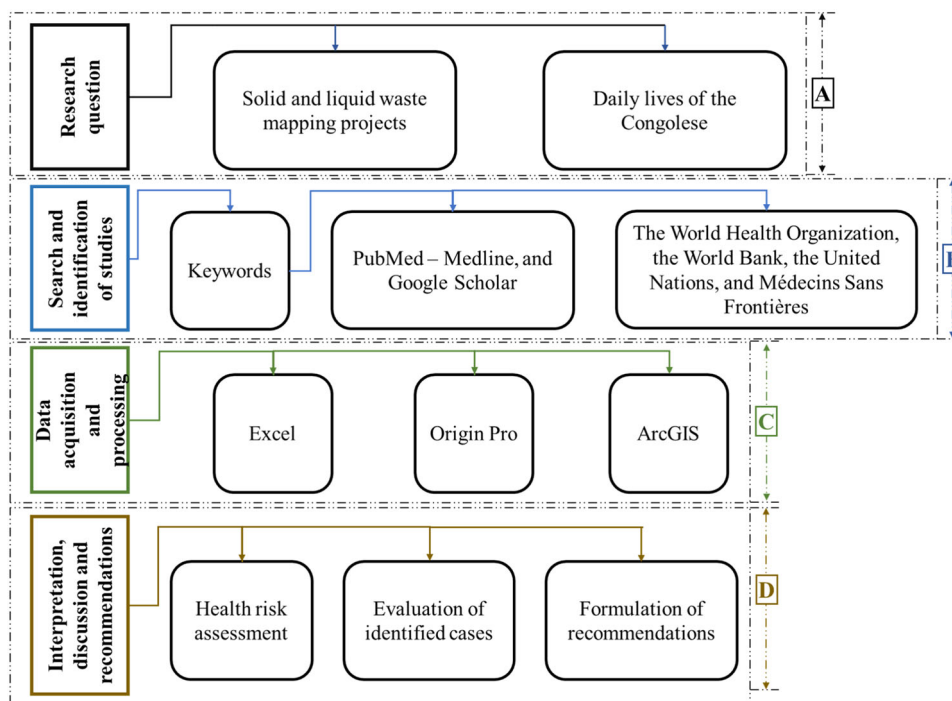 Research
question
Solid and liquid waste
mapping projects
Daily lives of the
Congolese
A
Search and
identification
of studies
Keywords
PubMed – Medline, and
Google Scholar
The World Health Organization,
the World Bank, the United
Nations, and Médecins Sans
Frontières
B
Data
acquisition
and
processing
Excel
Origin Pro
ArcGIS
C
Interpretation,
discussion and
recommendations
Health risk
assessment
Evaluation of
identified cases
Formulation of
recommendations
D